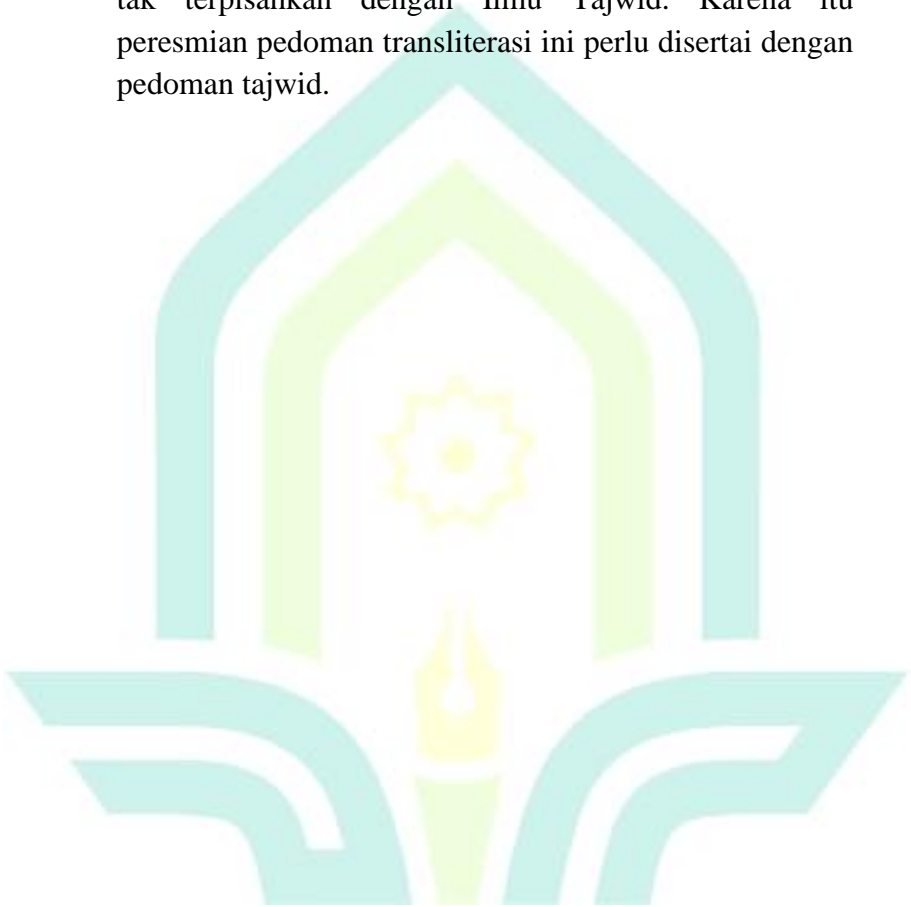 tak terpisahkan dengan Ilmu Tajwid. Karena itu
peresmian pedoman transliterasi ini perlu disertai dengan
pedoman tajwid.